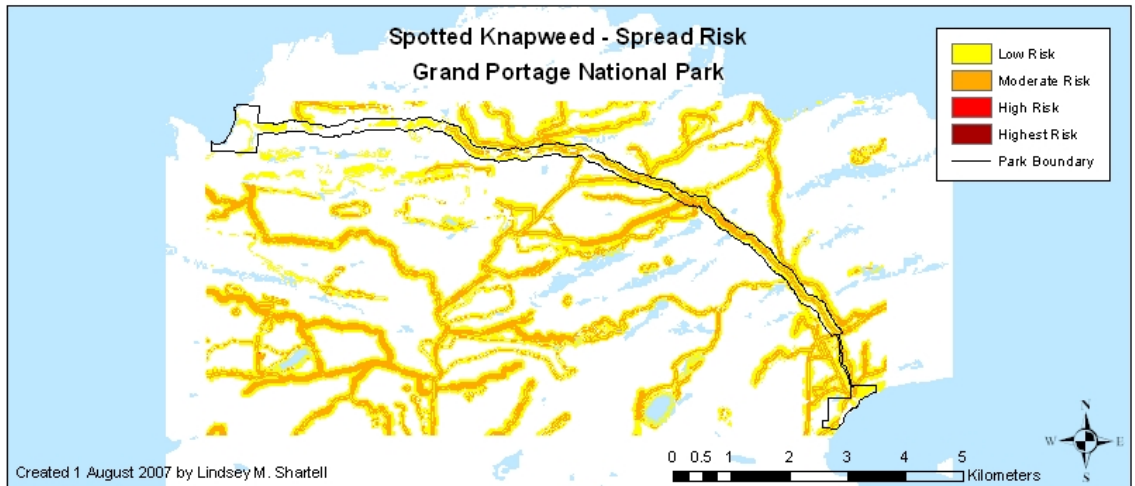 Spotted Knapweed - Spread Risk
Grand Portage National Park
Low Risk
Moderate Risk
High Risk
Highest Risk
Park Boundary
N
W E
S
0 0.5 1 2 3 4 5
Kilometers
Created 1 August 2007 by Lindsey M. Shartell